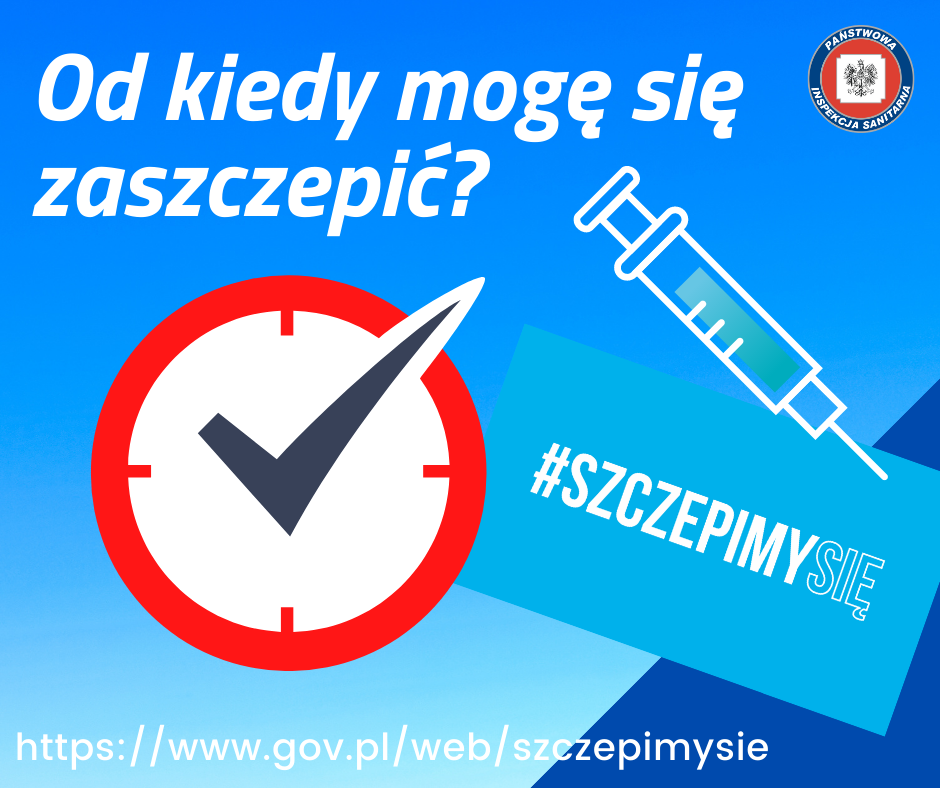 Od kiedy mogę się
zaszczepić?
PAŃSTWOWA
INSPEKCJA SANITARNA
#SZCZEPIMYSIĘ
https://www.gov.pl/web/szczepimysie